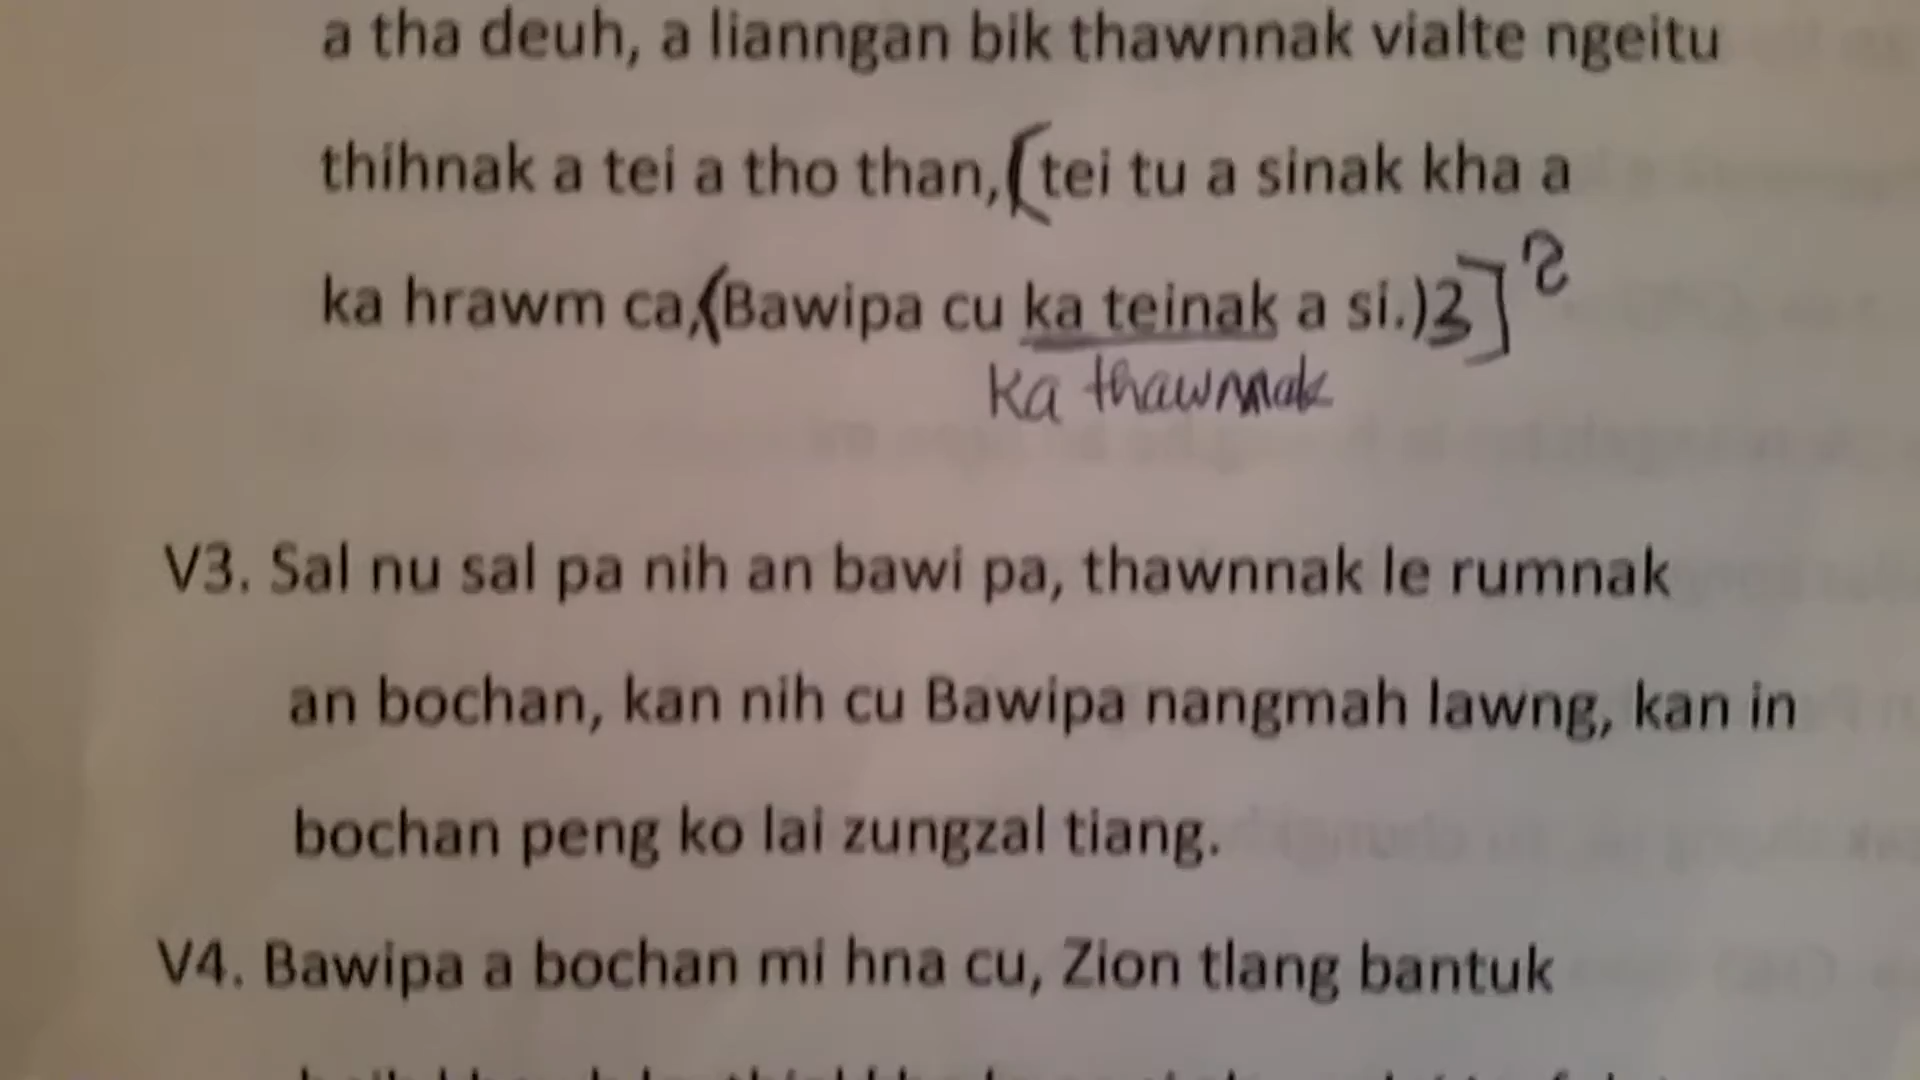 a tha deuh, a lianngan bik thawnnak vialte ngeitu
thihnak a tei a tho than, [tei tu a sinak kha a
ka hrawm ca, (Bawipa cu ka teinak a si.)3]2
ka thawnnak
V3. Sal nu sal pa nih an bawi pa, thawnnak le rumnak
an bochan, kan nih cu Bawipa nangmah lawng, kan in
bochan peng ko lai zungzal tiang.
V4. Bawipa a bochan mi hna cu, Zion tlang bantuk